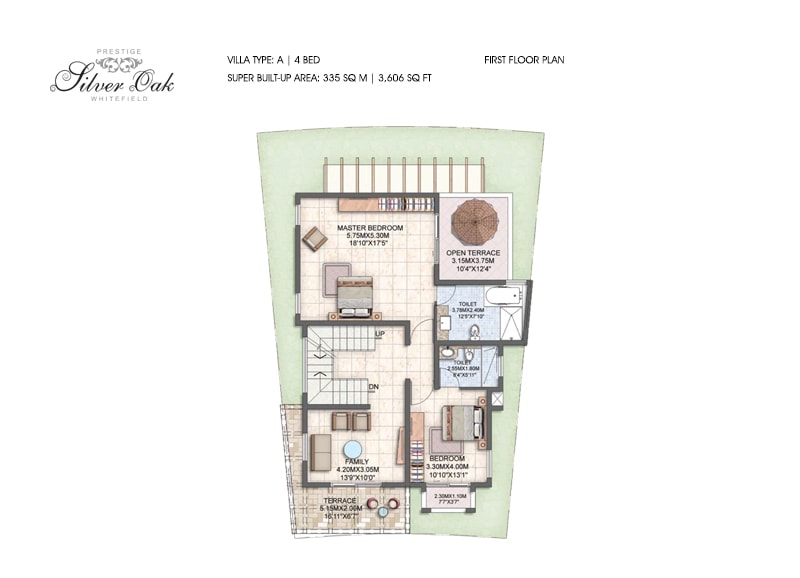 PRESTIGE
Silver Oak
WHITEFIELD
VILLA TYPE: A | 4 BED
FIRST FLOOR PLAN
SUPER BUILT-UP AREA: 335 SQ M | 3,606 SQ FT
MASTER BEDROOM
5.75MX5.30M
18'10"X17'5"
OPEN TERRACE
3.15MX3.75M
10'4"X12'4"
TOILET
3.78MX2.40M
12'5"X7'10"
UP
TOILET
2.55MX1.80M
8'4"X5'11"
DN
FAMILY
4.20MX3.05M
13'9"X10'0"
BEDROOM
3.30MX4.00M
10'10"X13'1"
TERRACE
5.15MX2.00M
16'11"X6'7"
2.30MX1.10M
7'7"X3'7"